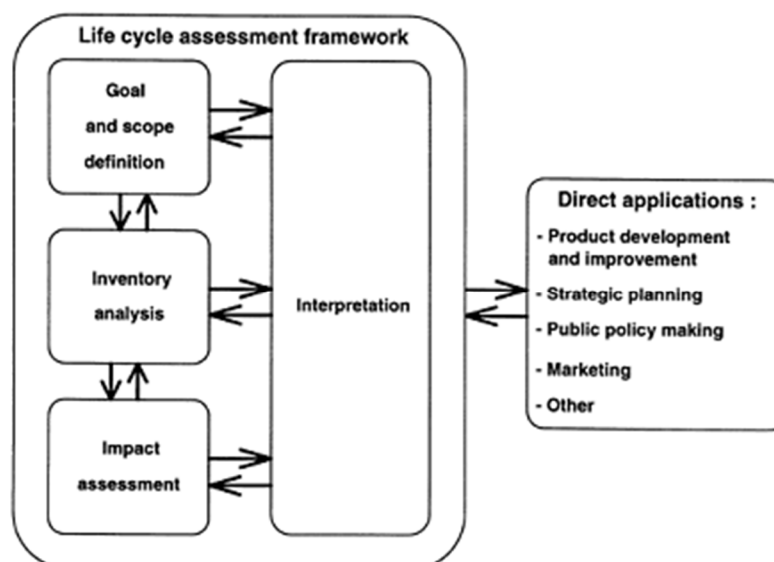 Life cycle assessment framework
Goal
and scope
definition
Inventory
analysis
Impact
assessment
Interpretation
Direct applications :
- Product development
and improvement
- Strategic planning
- Public policy making
- Marketing
- Other